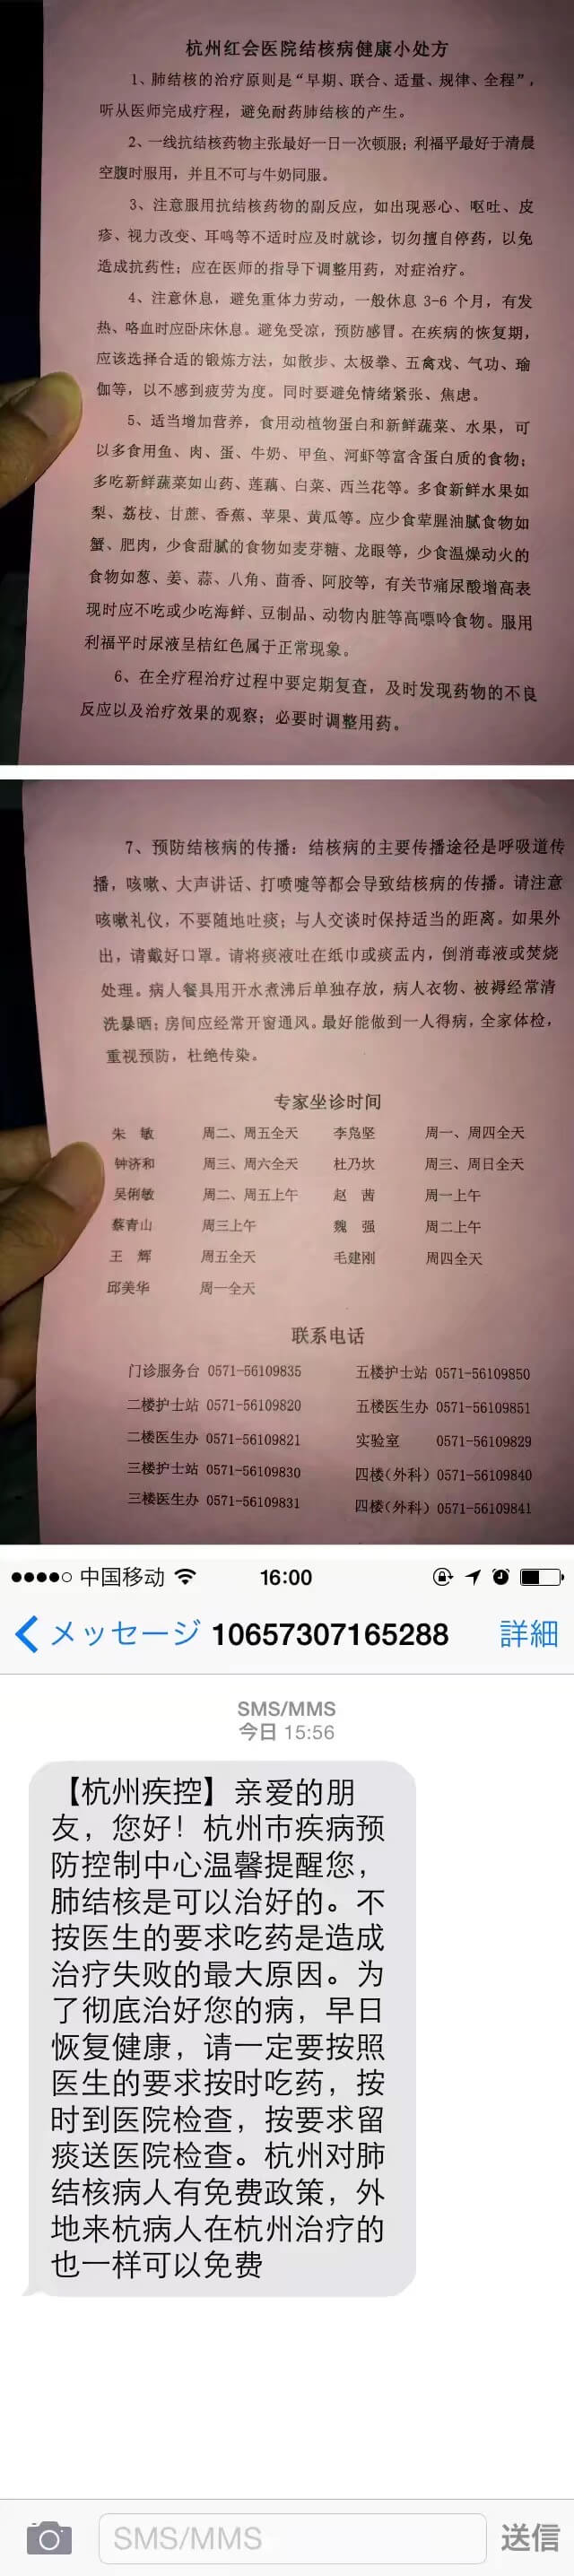 杭州红会医院结核病健康小处方
1、肺结核的治疗原则是“早期、联合、适量、规律、全程”，
听从医师完成疗程，避免耐药肺结核的产生。
2、一线抗结核药物主张最好一日一次顿服；利福平最好于清晨
空腹时服用，并且不可与牛奶同服。
3、注意服用抗结核药物的副反应，如出现恶心、呕吐、皮
疹、视力改变、耳鸣等不适时应及时就诊，切勿擅自停药，以免
造成抗药性；应在医师的指导下调整用药，对症治疗。
4、注意休息，避免重体力劳动，一般休息 3-6 个月，有发
热、咯血时应卧床休息。避免受凉，预防感冒。在疾病的恢复期，
应该选择合适的锻炼方法，如散步、太极拳、五禽戏、气功、瑜
伽等，以不感到疲劳为度。同时要避免情绪紧张、焦虑。
5、适当增加营养，食用动植物蛋白和新鲜蔬菜、水果，可
以多食用鱼、肉、蛋、牛奶、甲鱼、河虾等富含蛋白质的食物；
多吃新鲜蔬菜如山药、莲藕、白菜、西兰花等。多食新鲜水果如
梨、荔枝、甘蔗、香蕉、苹果、黄瓜等。应少食荤腥油腻食物如
蟹、肥肉，少食甜腻的食物如麦芽糖、龙眼等，少食温燥动火的
食物如葱、姜、蒜、八角、茴香、阿胶等，有关节痛尿酸增高表
现时应不吃或少吃海鲜、豆制品、动物内脏等高嘌呤食物。服用
利福平时尿液呈桔红色属于正常现象。
6、在全疗程治疗过程中要定期复查，及时发现药物的不良
反应以及治疗效果的观察；必要时调整用药。
7、预防结核病的传播：结核病的主要传播途径是呼吸道传
播，咳嗽、大声讲话、打喷嚏等都会导致结核病的传播。请注意
咳嗽礼仪，不要随地吐痰；与人交谈时保持适当的距离。如果外
出，请戴好口罩。请将痰液吐在纸巾或痰盂内，倒消毒液或焚烧
处理。病人餐具用开水煮沸后单独存放，病人衣物、被褥经常清
洗暴晒；房间应经常开窗通风。最好能做到一人得病，全家体检，
重视预防，杜绝传染。
专家坐诊时间
朱 敏 周二、周五全天 李凫坚 周一、周四全天
钟济和 周三、周六全天 杜乃坎 周三、周日全天
吴俐敏 周二、周五上午 赵 茜 周一上午
蔡青山 周三上午 魏 强 周二上午
王 辉 周五全天 毛建刚 周四全天
邱美华 周一全天
联系电话
门诊服务台 0571-56109835 五楼护士站 0571-56109850
二楼护士站 0571-56109820 五楼医生办 0571-56109851
二楼医生办 0571-56109821 实验室 0571-56109829
三楼护士站 0571-56109830 四楼（外科）0571-56109840
三楼医生办 0571-56109831 四楼（外科）0571-56109841
中国移动 16:00
メッセージ 10657307165288 詳細
SMS/MMS
今日 15:56
【杭州疾控】亲爱的朋
友，您好！杭州市疾病预
防控制中心温馨提醒您，
肺结核是可以治好的。不
按医生的要求吃药是造成
治疗失败的最大原因。为
了彻底治好您的病，早日
恢复健康，请一定要按照
医生的要求按时吃药，按
时到医院检查，按要求留
痰送医院检查。杭州对肺
结核病人有免费政策，外
地来杭病人在杭州治疗的
也一样可以免费
SMS/MMS 送信